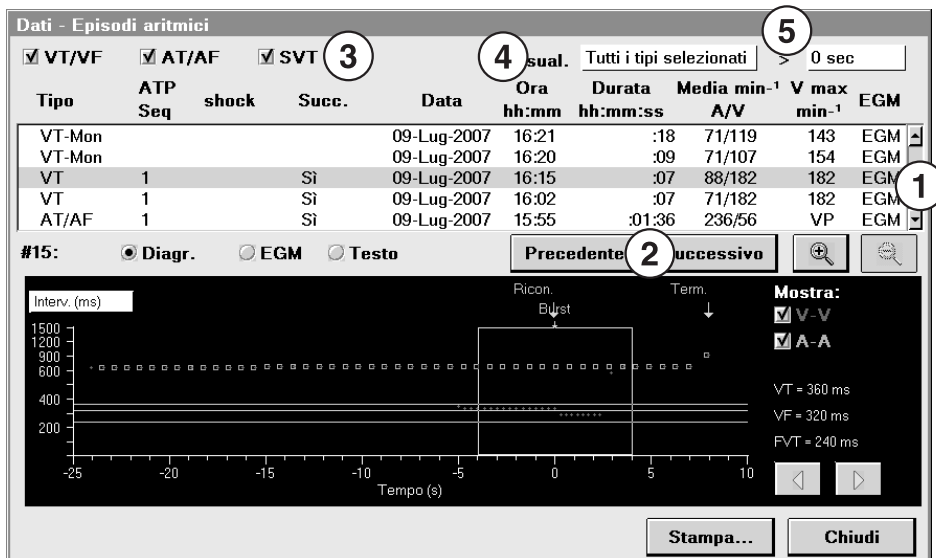 Dati - Episodi aritmici
VT/VF AT/AF SVT 3 4 sual. Tutti i tipi selezionati 5 > 0 sec
Tipo ATP Seq shock Succ. Data Ora hh:mm Durata hh:mm:ss Media min-¹ A/V V max min-¹ EGM
VT-Mon 09-Lug-2007 16:21 :18 71/119 143 EGM
VT-Mon 09-Lug-2007 16:20 :09 71/107 154 EGM
VT 1 Sì 09-Lug-2007 16:15 :07 88/182 182 EGM 1
VT 1 Sì 09-Lug-2007 16:02 :07 71/182 182 EGM
AT/AF 1 Sì 09-Lug-2007 15:55 :01:36 236/56 VP EGM
#15: Diagr. EGM Testo Precedente 2 uccessivo
Interv. (ms)
Ricon. Term.
Burst
Mostra:
V-V
A-A
1500
1200
900
600
400
200
VT = 360 ms
VF = 320 ms
FVT = 240 ms
-25 -20 -15 -10 -5 0 5 10
Tempo (s)
Stampa... Chiudi